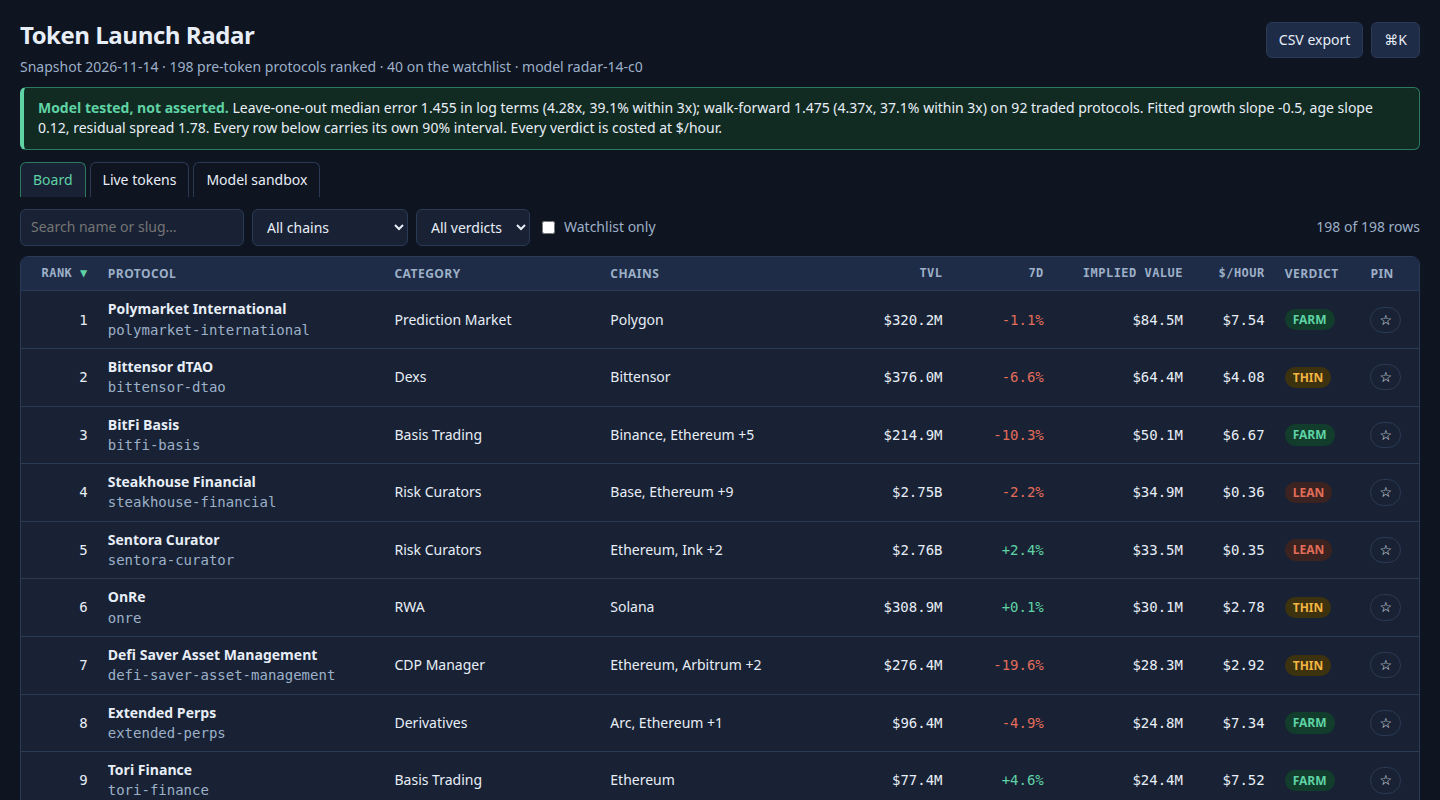 Token Launch Radar
CSV export
⌘K
Snapshot 2026-11-14 · 198 pre-token protocols ranked · 40 on the watchlist · model radar-14-c0
Model tested, not asserted. Leave-one-out median error 1.455 in log terms (4.28x, 39.1% within 3x); walk-forward 1.475 (4.37x, 37.1% within 3x) on 92 traded protocols. Fitted growth slope -0.5, age slope
0.12, residual spread 1.78. Every row below carries its own 90% interval. Every verdict is costed at $/hour.
Board Live tokens Model sandbox
Search name or slug... All chains All verdicts Watchlist only 198 of 198 rows
RANK ▼ PROTOCOL CATEGORY CHAINS TVL 7D IMPLIED VALUE $/HOUR VERDICT PIN
1 Polymarket International Prediction Market Polygon $320.2M -1.1% $84.5M $7.54 FARM ☆
polymarket-international
2 Bittensor dTAO Dexs Bittensor $376.0M -6.6% $64.4M $4.08 THIN ☆
bittensor-dtao
3 BitFi Basis Basis Trading Binance, Ethereum +5 $214.9M -10.3% $50.1M $6.67 FARM ☆
bitfi-basis
4 Steakhouse Financial Risk Curators Base, Ethereum +9 $2.75B -2.2% $34.9M $0.36 LEAN ☆
steakhouse-financial
5 Sentora Curator Risk Curators Ethereum, Ink +2 $2.76B +2.4% $33.5M $0.35 LEAN ☆
sentora-curator
6 OnRe RWA Solana $308.9M +0.1% $30.1M $2.78 THIN ☆
onre
7 Defi Saver Asset Management CDP Manager Ethereum, Arbitrum +2 $276.4M -19.6% $28.3M $2.92 THIN ☆
defi-saver-asset-management
8 Extended Perps Derivatives Arc, Ethereum +1 $96.4M -4.9% $24.8M $7.34 FARM ☆
extended-perps
9 Tori Finance Basis Trading Ethereum $77.4M +4.6% $24.4M $7.52 FARM ☆
tori-finance